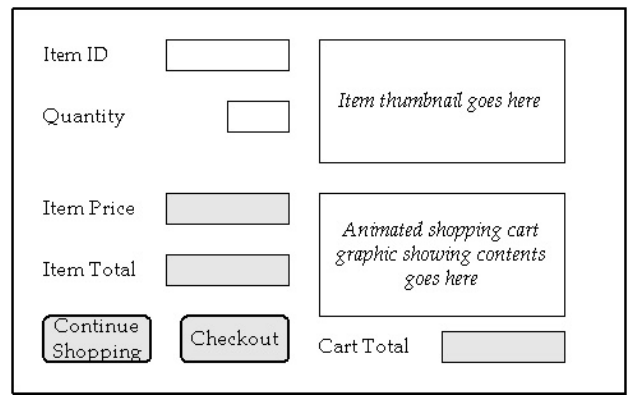 Item ID
Item thumbnail goes here
Quantity
Item Price
Animated shopping cart
graphic showing contents
goes here
Item Total
Continue
Shopping
Checkout
Cart Total